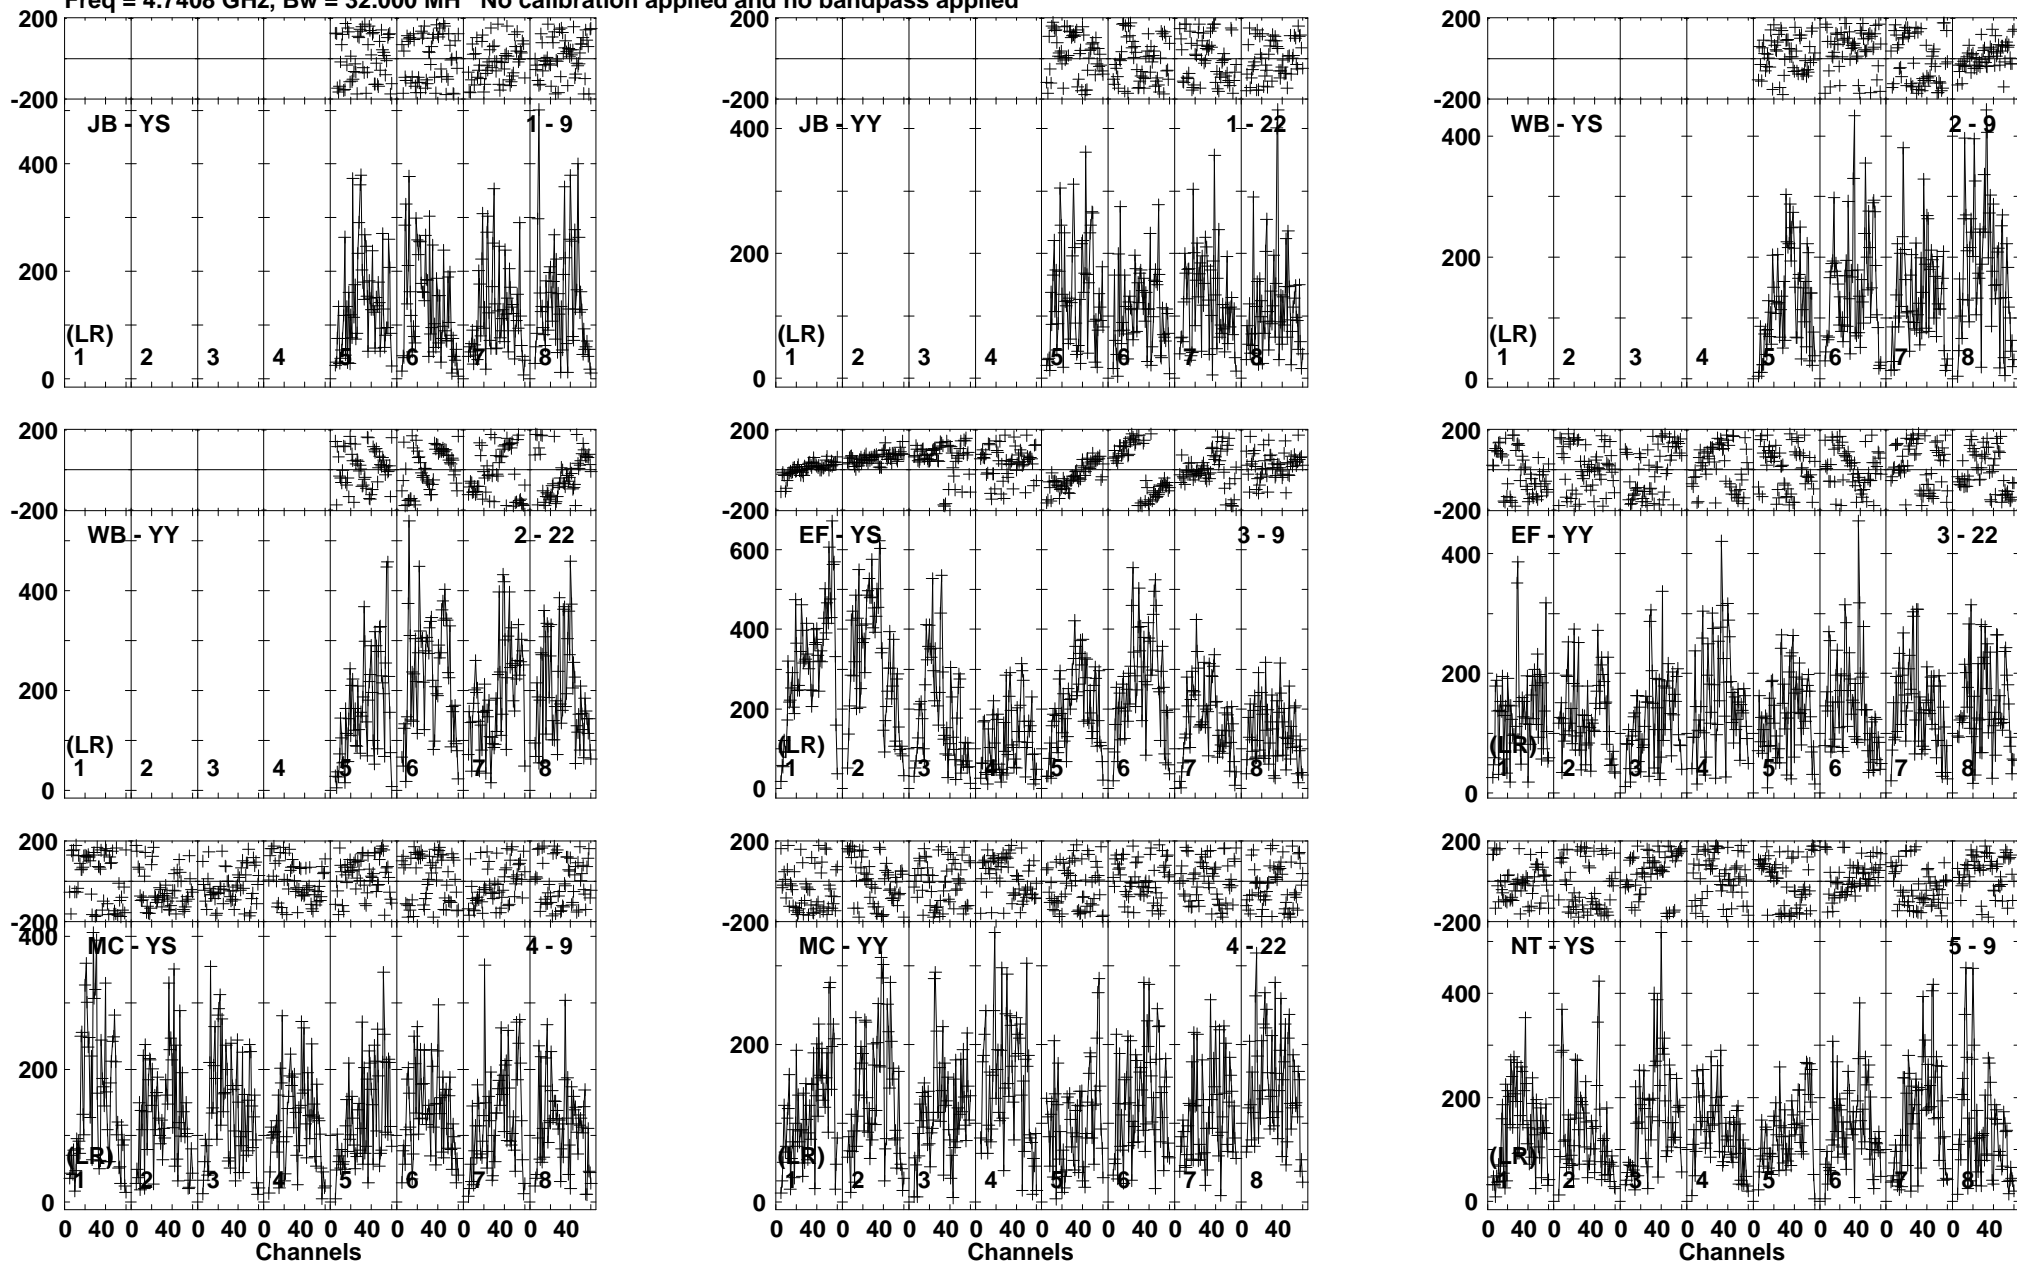 Freq = 4.7408 GHz, Bw = 32.000 MH No calibration applied and no bandpass applied
200 200 200
-200 -200 -200
JB - YS 1 - 9 JB - YY 1 - 22 WB - YS 2 - 9
400 400 400
200 200 200
(LR) (LR) (LR)
1 2 3 4 5 6 7 8 1 2 3 4 5 6 7 8 1 2 3 4 5 6 7 8
0 0 0
200 200 200
-200 -200 -200
WB - YY 2 - 22 EF - YS 3 - 9 EF - YY 3 - 22
400 600 400
400
200 200 200
(LR) (LR) (LR)
1 2 3 4 5 6 7 8 1 2 3 4 5 6 7 8 1 2 3 4 5 6 7 8
0 0 0
200 200 200
-200 -200 -200
400
MC - YS 4 - 9 MC - YY 4 - 22 NT - YS 5 - 9
400
200 200 200
(LR) (LR) (LR)
1 2 3 4 5 6 7 8 1 2 3 4 5 6 7 8 1 2 3 4 5 6 7 8
0 0 0
0 40 0 40 0 40 0 40 0 40 0 40 0 40 0 40 0 40 0 40 0 40 0 40 0 40 0 40 0 40 0 40 0 40 0 40 0 40 0 40 0 40 0 40 0 40 0 40
Channels Channels